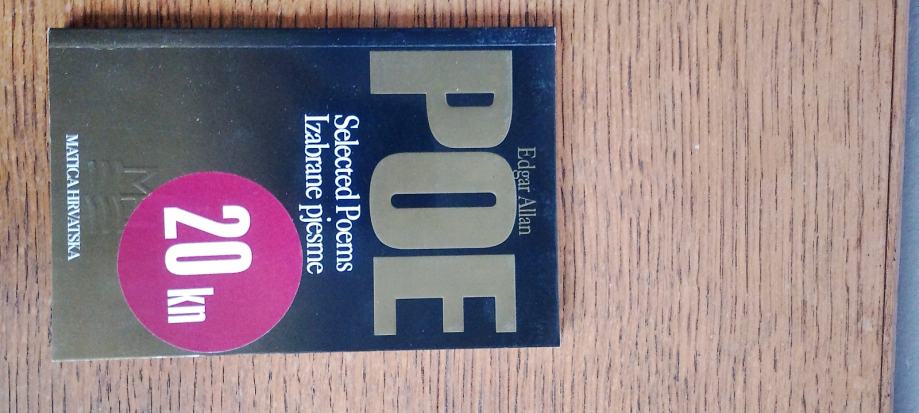 Edgar Allan
POE
Selected Poems
Izabrane pjesme
20 kn
MATICA HRVATSKA